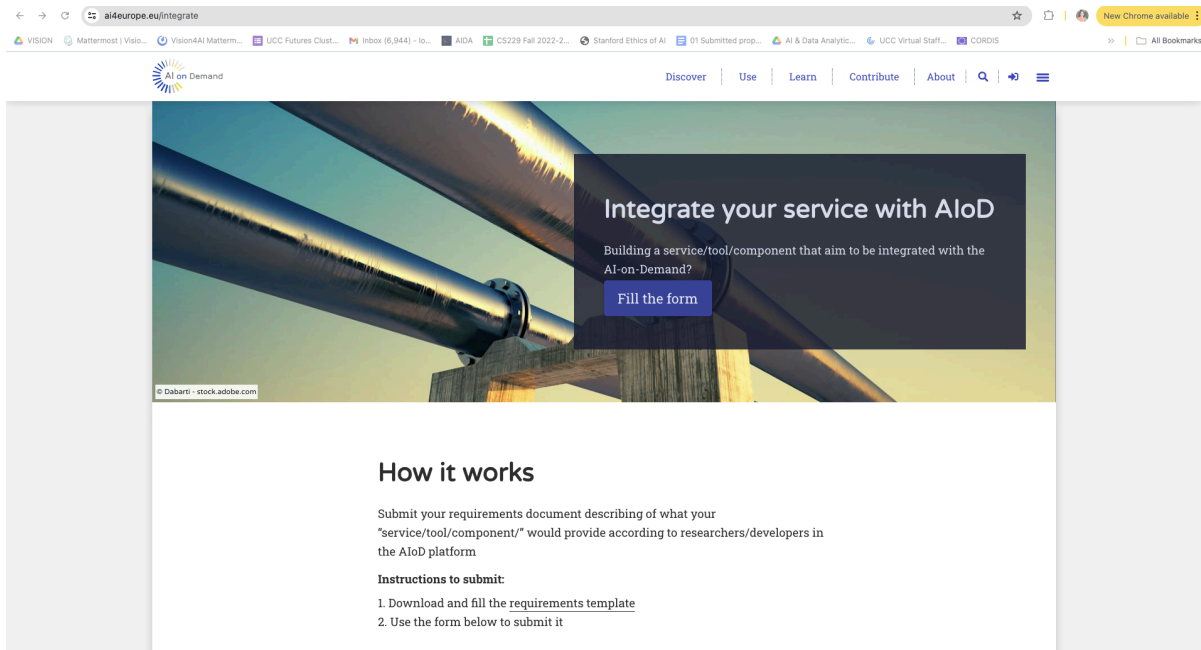 ai4europe.eu/integrate
New Chrome available
VISION
Mattermost | Visio...
Vision4AI Matterm...
UCC Futures Clust...
Inbox (6,944) - lo...
AIDA
CS229 Fall 2022-2...
Stanford Ethics of AI
01 Submitted prop...
AI & Data Analytic...
UCC Virtual Staff...
CORDIS
>>
All Bookmarks
AI on Demand
Discover
Use
Learn
Contribute
About
Integrate your service with AIoD
Building a service/tool/component that aim to be integrated with the
AI-on-Demand?
Fill the form
© Dabarti - stock.adobe.com
How it works
Submit your requirements document describing of what your
"service/tool/component/" would provide according to researchers/developers in
the AIoD platform
Instructions to submit:
1. Download and fill the requirements template
2. Use the form below to submit it